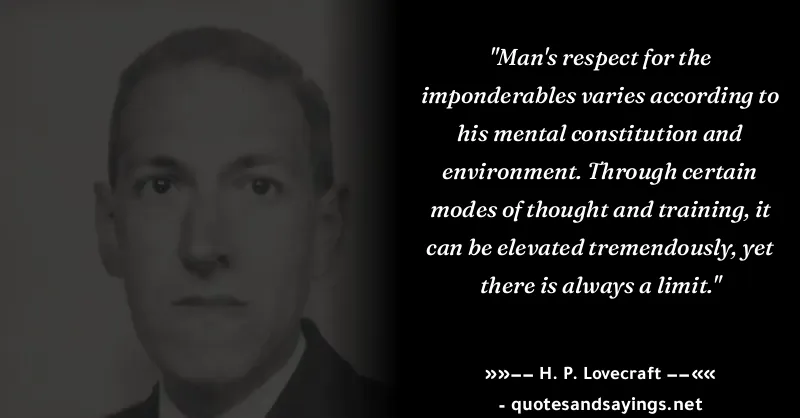 "Man's respect for the
imponderables varies according to
his mental constitution and
environment. Through certain
modes of thought and training, it
can be elevated tremendously, yet
there is always a limit."
»»−− H. P. Lovecraft −−««
- quotesandsayings.net